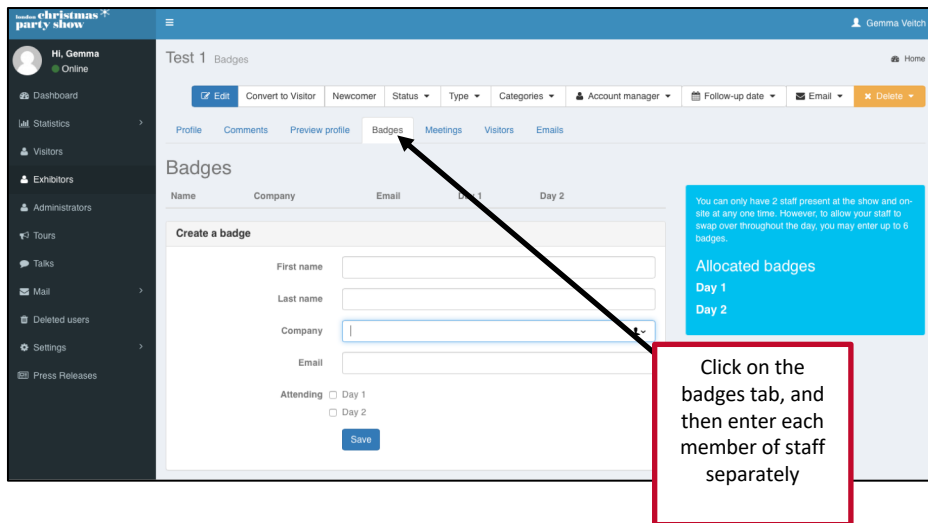 london christmas
party show
Gemma Veitch
Hi, Gemma
Online
Test 1 Badges
Home
Dashboard
Statistics
Visitors
Exhibitors
Administrators
Tours
Talks
Mail
Deleted users
Settings
Press Releases
Edit Convert to Visitor Newcomer Status Type Categories Account manager Follow-up date Email Delete
Profile Comments Preview profile Badges Meetings Visitors Emails
Badges
Name Company Email Day 1 Day 2
Create a badge
First name
Last name
Company
Email
Attending Day 1
Day 2
Save
You can only have 2 staff present at the show and on-
site at any one time. However, to allow your staff to
swap over throughout the day, you may enter up to 6
badges.
Allocated badges
Day 1
Day 2
Click on the
badges tab, and
then enter each
member of staff
separately